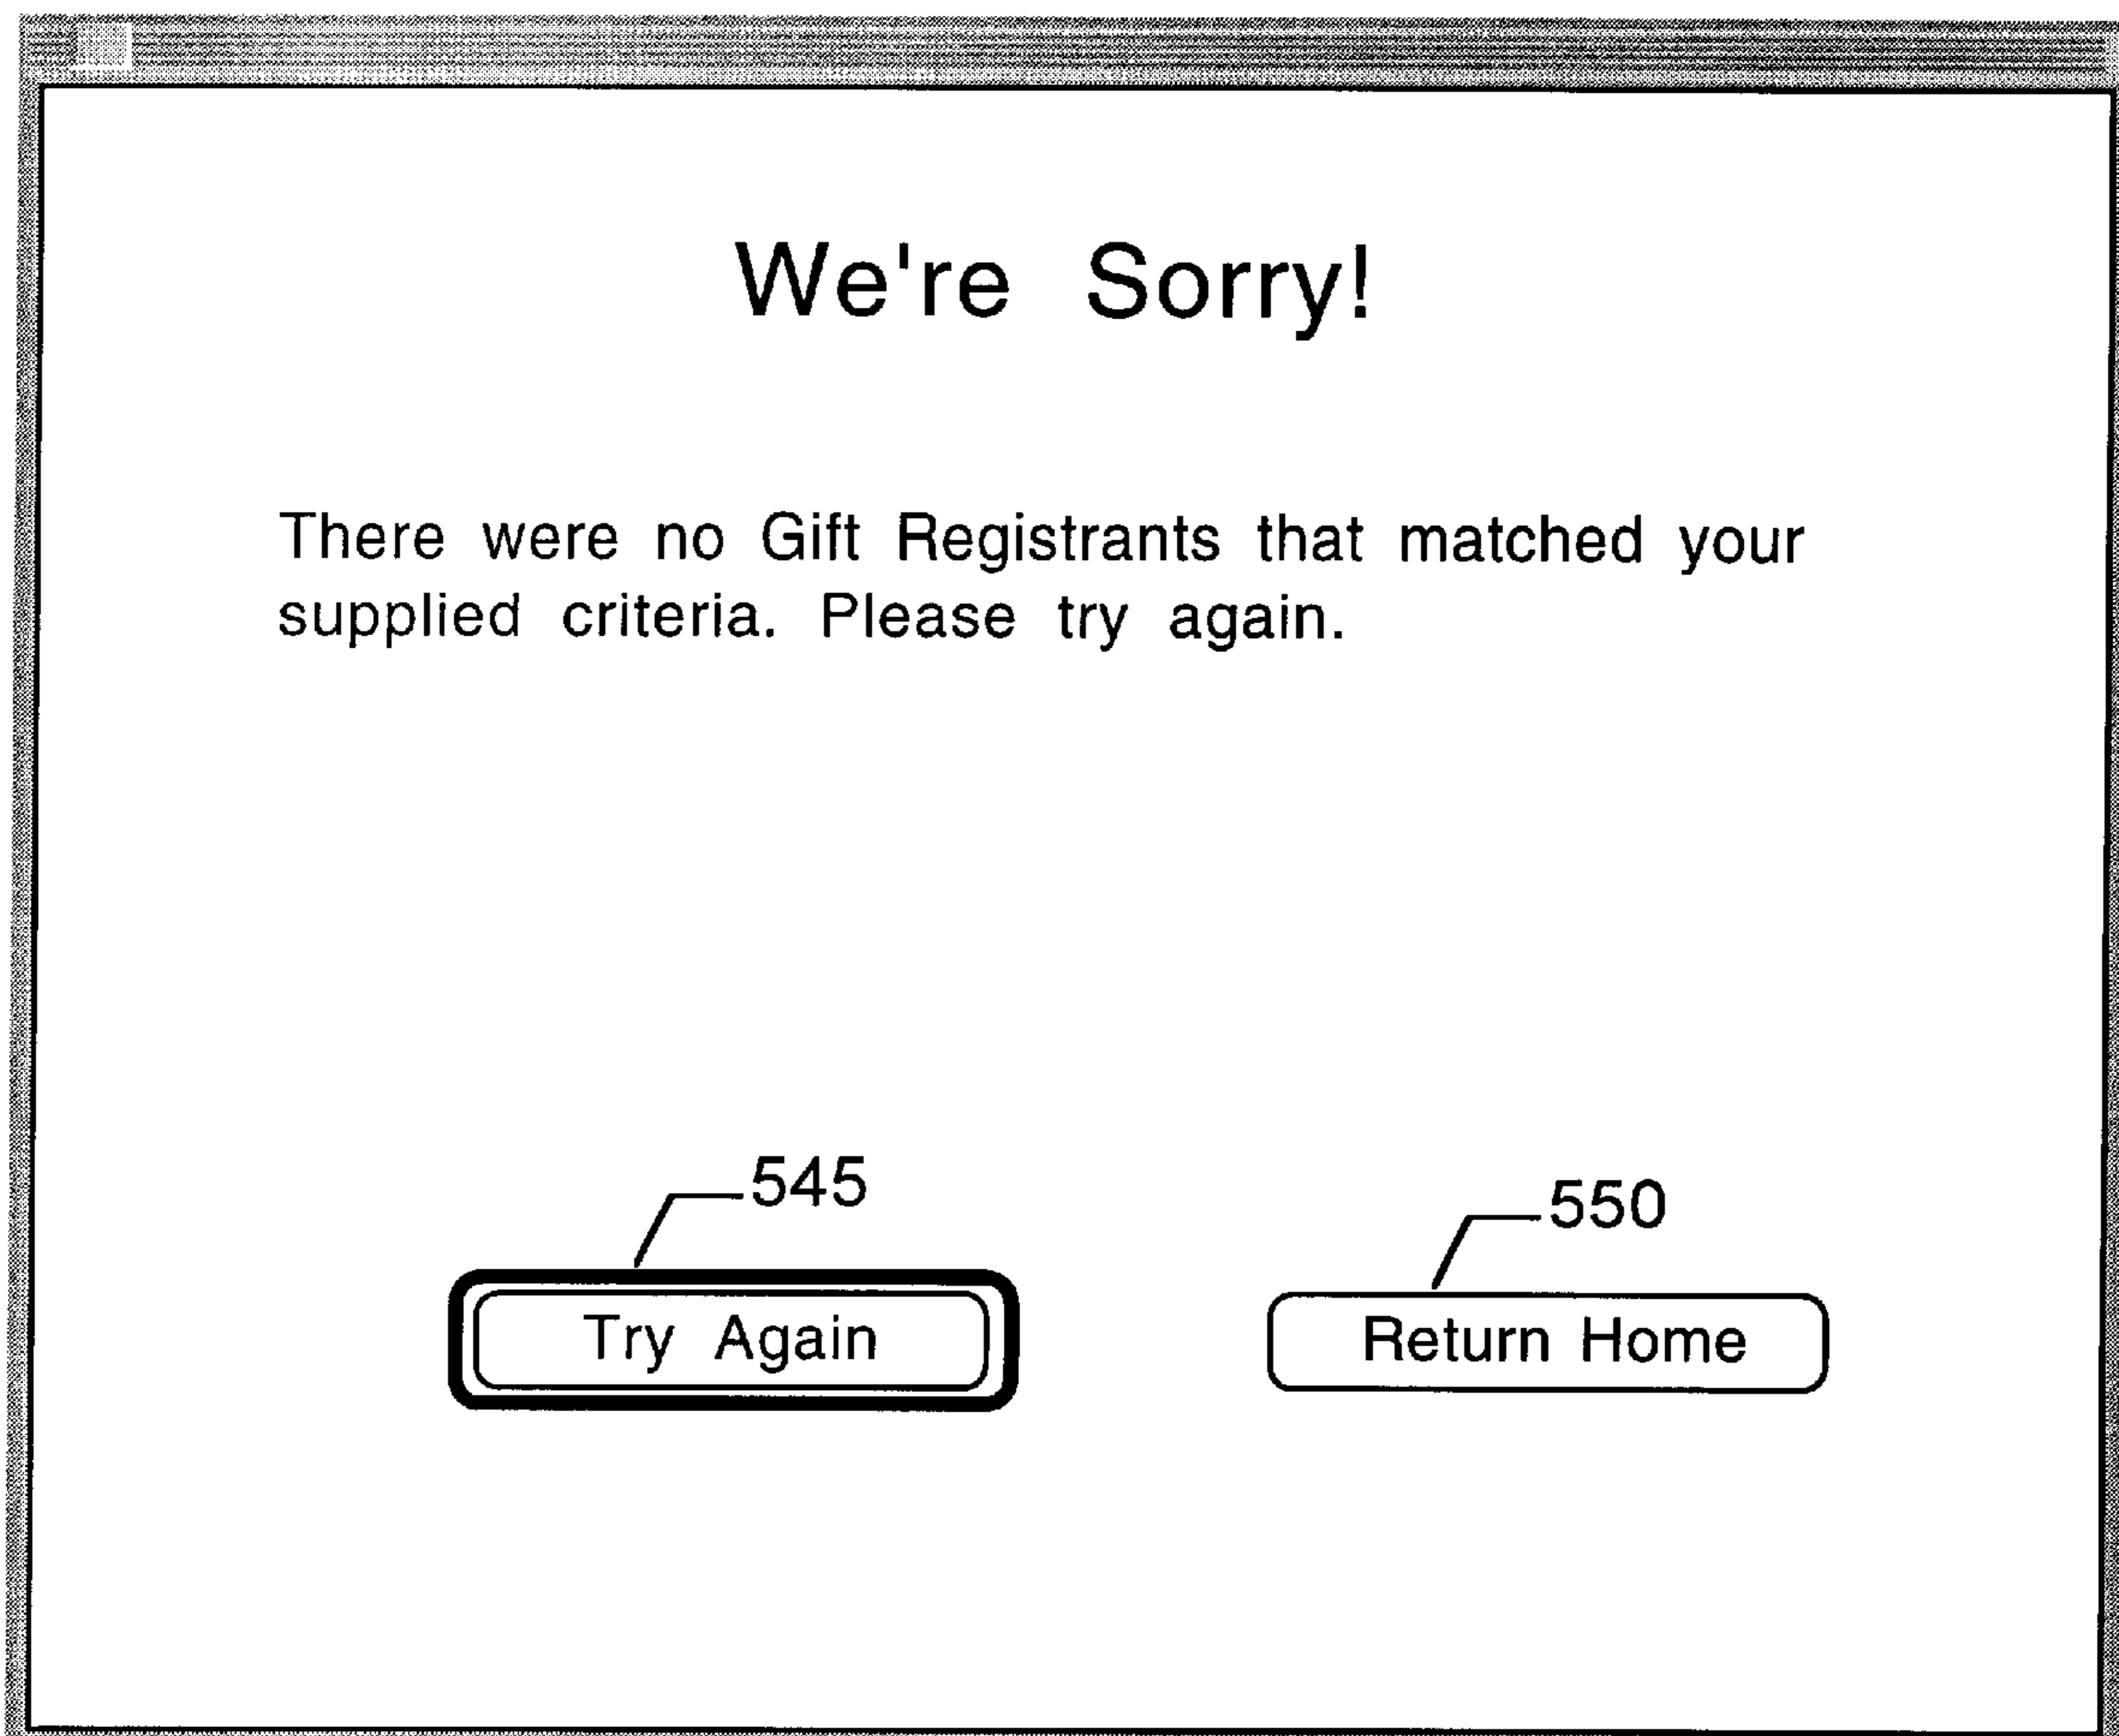 We're Sorry!
There were no Gift Registrants that matched your
supplied criteria. Please try again.
545
550
Try Again
Return Home